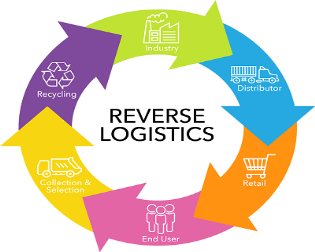 REVERSE
LOGISTICS
Industry
Distributor
Retail
End User
Collection &
Selection
Recycling